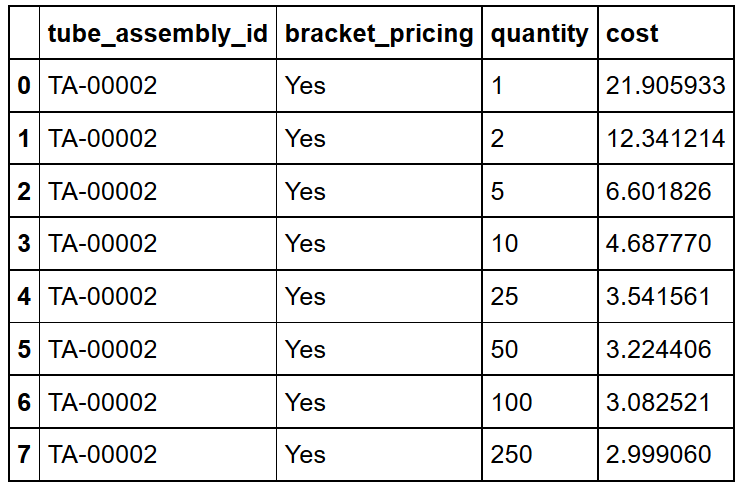 tube_assembly_id bracket_pricing quantity cost
0 TA-00002 Yes 1 21.905933
1 TA-00002 Yes 2 12.341214
2 TA-00002 Yes 5 6.601826
3 TA-00002 Yes 10 4.687770
4 TA-00002 Yes 25 3.541561
5 TA-00002 Yes 50 3.224406
6 TA-00002 Yes 100 3.082521
7 TA-00002 Yes 250 2.999060